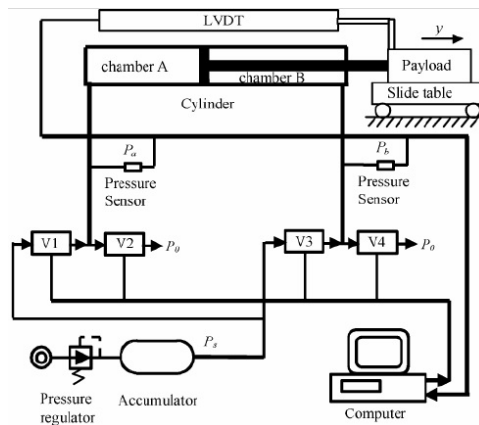 LVDT
y
chamber A
chamber B
Payload
Slide table
Cylinder
Pa
Pressure
Sensor
Pb
Pressure
Sensor
V1
V2
P0
V3
V4
P0
Ps
Pressure
regulator
Accumulator
Computer